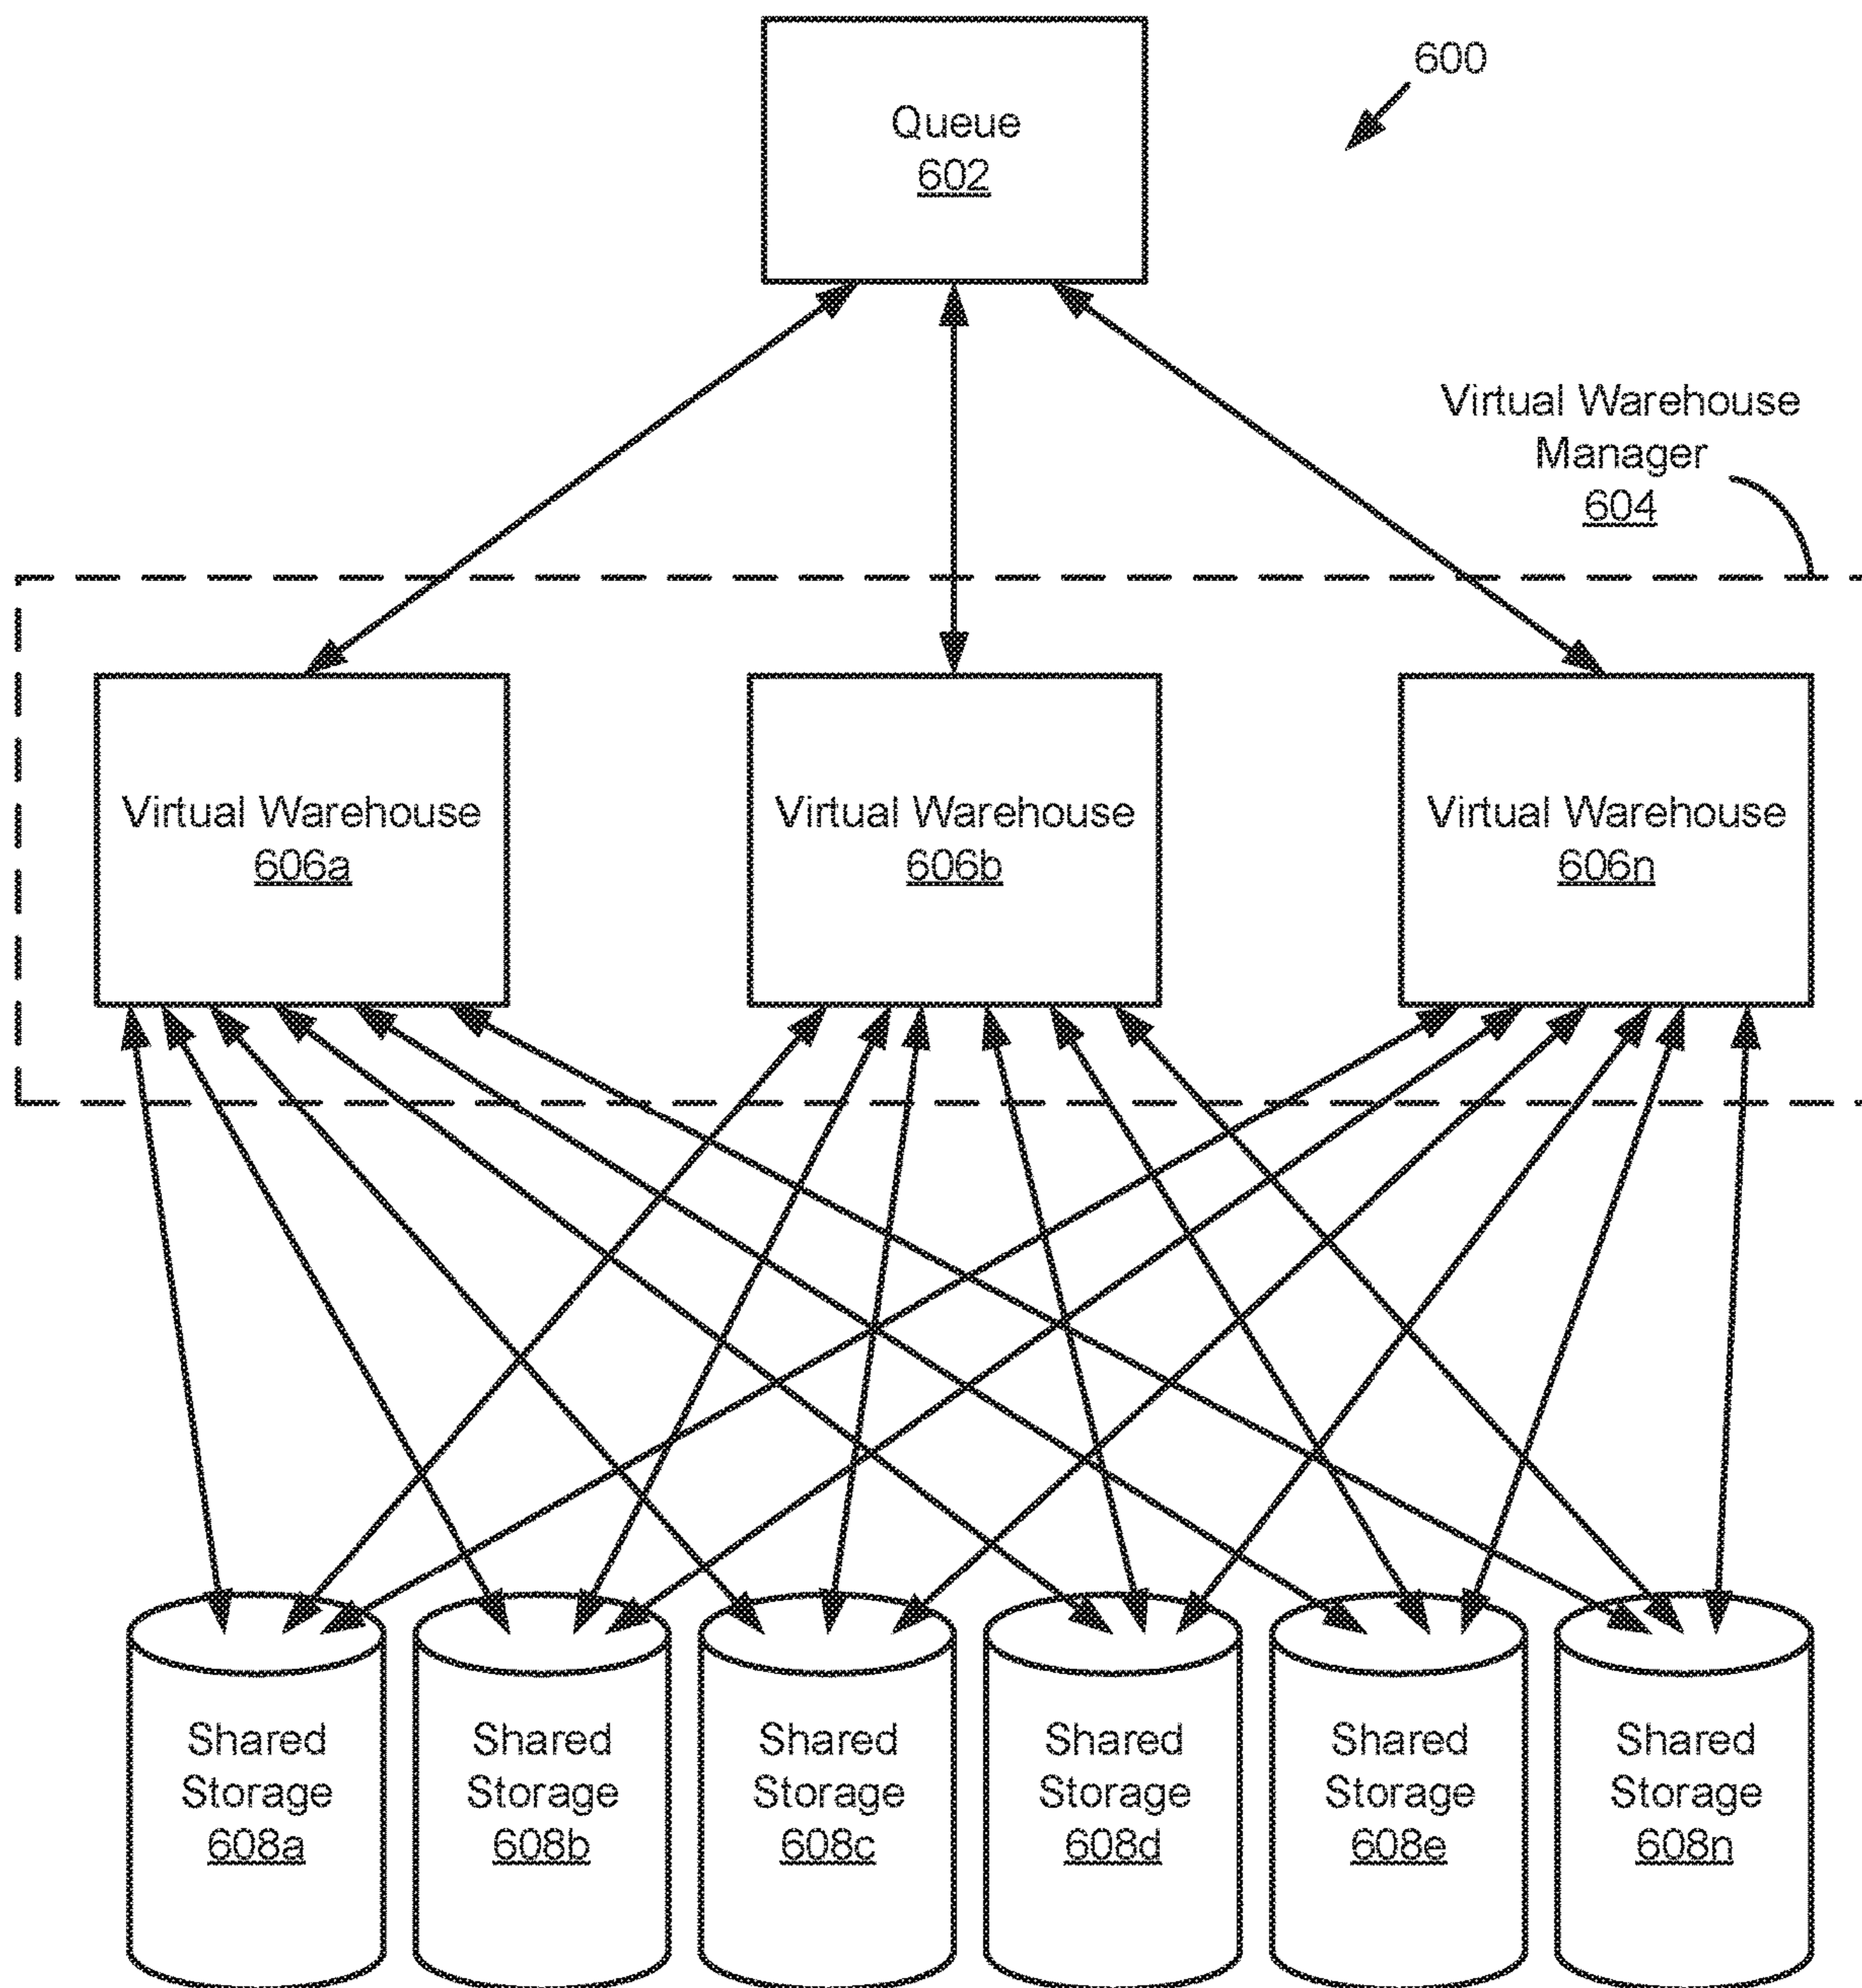 Queue
602
600
Virtual Warehouse
Manager
604
Virtual Warehouse
606a
Virtual Warehouse
606b
Virtual Warehouse
606n
Shared
Storage
608a
Shared
Storage
608b
Shared
Storage
608c
Shared
Storage
608d
Shared
Storage
608e
Shared
Storage
608n